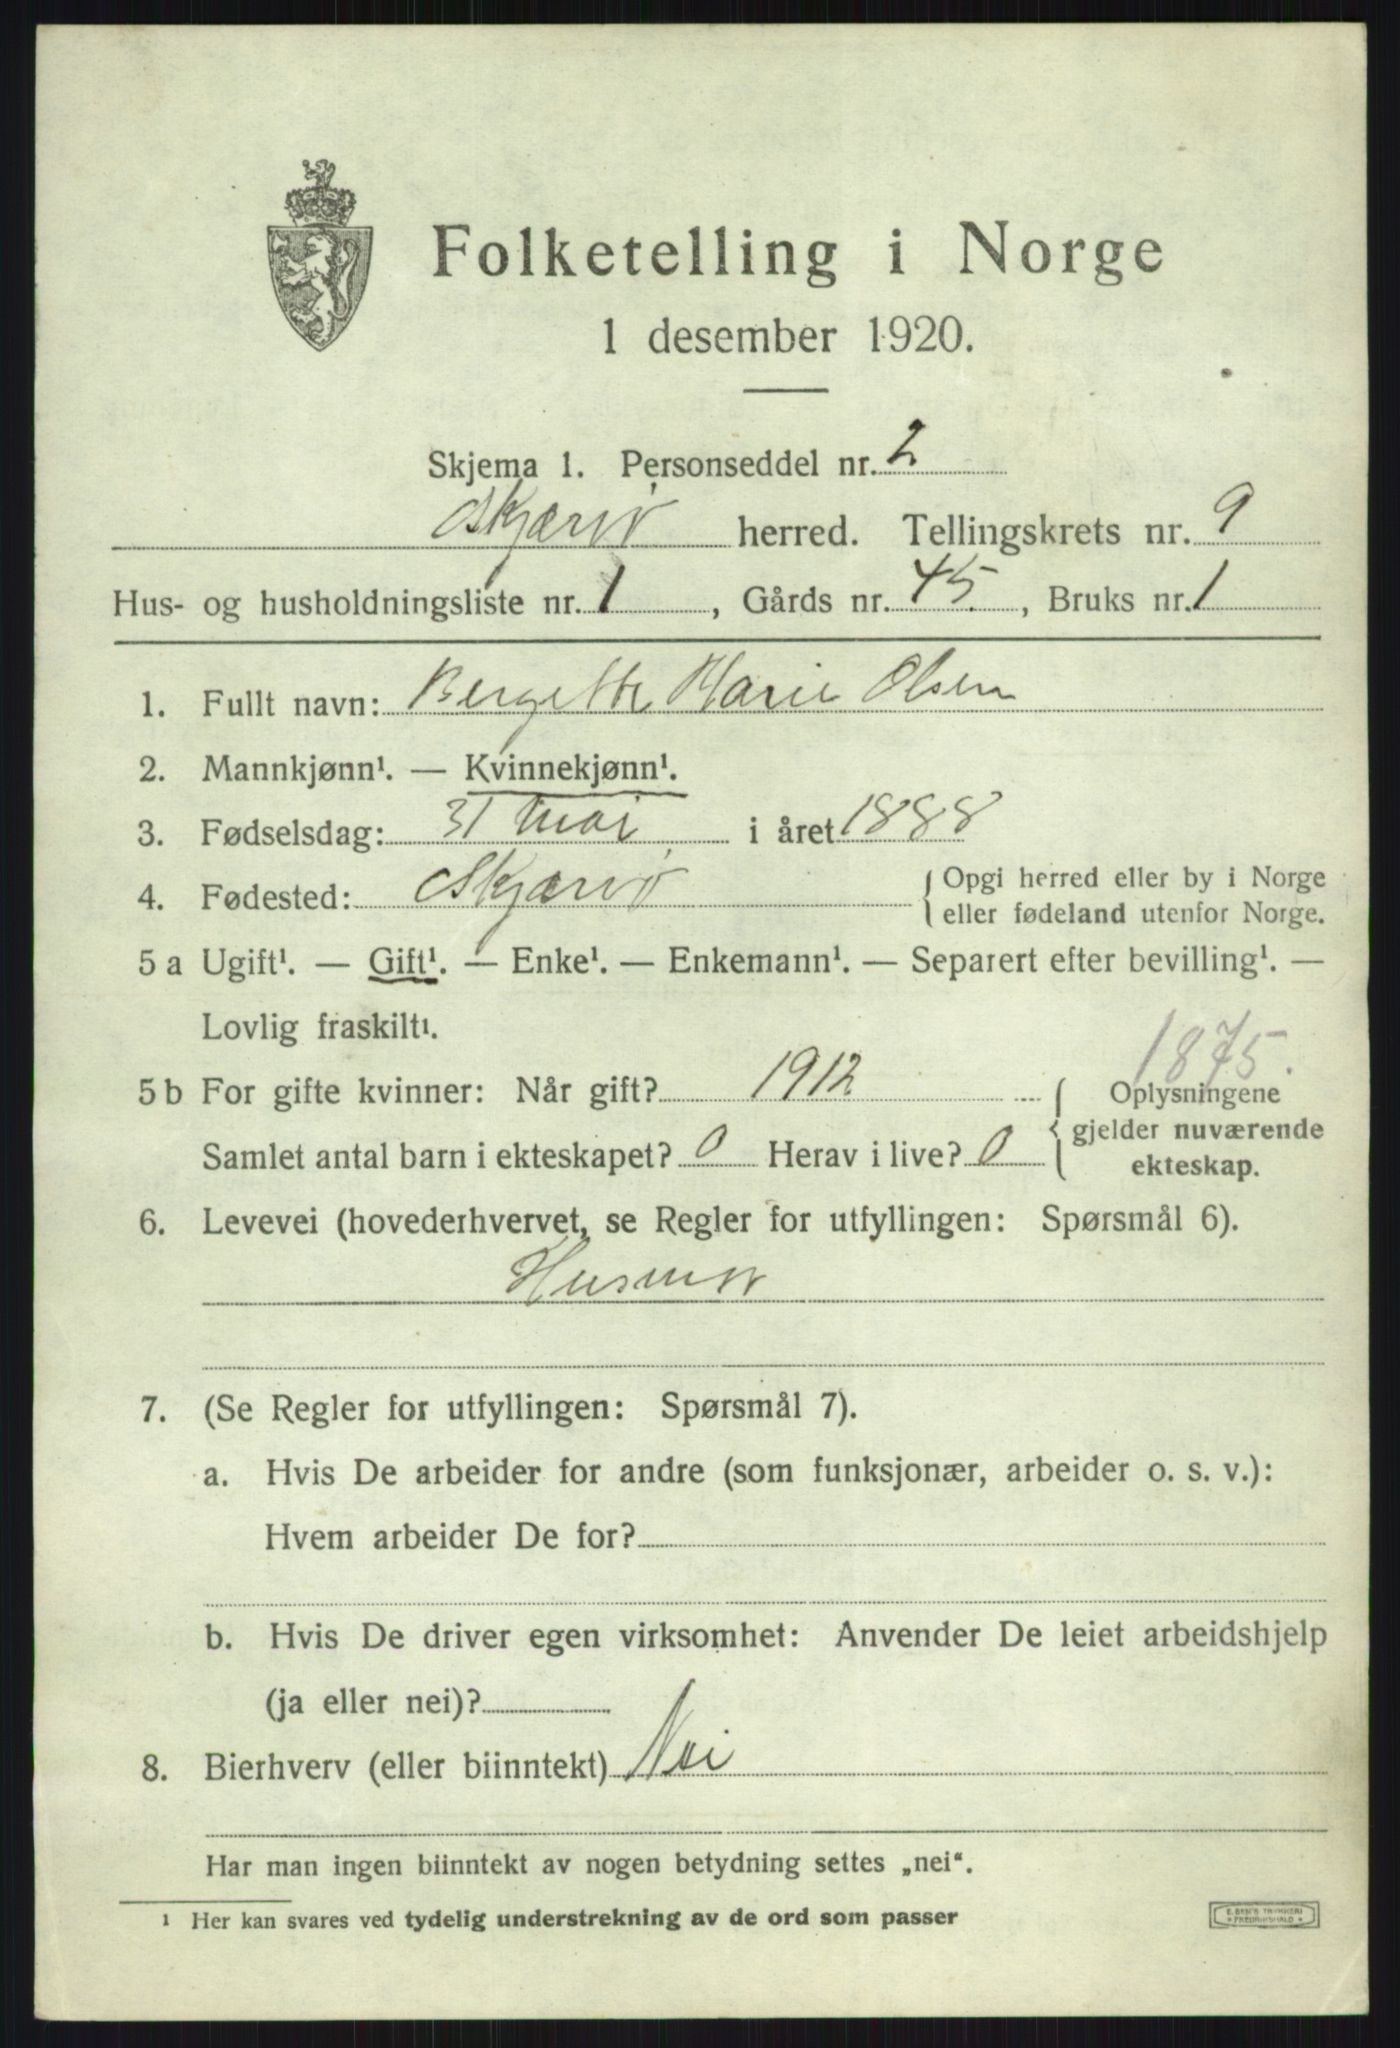 Folketelling i Norge
1 desember 1920.
Skjema 1. Personseddel nr. 2
Skjærvø herred. Tellingskrets nr. 9
Hus- og husholdningsliste nr. 1, Gårds nr. 45, Bruks nr. 1
1. Fullt navn: Bergette Marie Olsen
2. Mannkjønn¹. — Kvinnekjønn¹.
3. Fødselsdag: 31 mai i året 1888
4. Fødested: Skjærvø { Opgi herred eller by i Norge
eller fødeland utenfor Norge.
5 a Ugift¹. — Gift¹. — Enke¹. — Enkemann¹. — Separert efter bevilling¹. —
Lovlig fraskilt¹.
1875.
5 b For gifte kvinner: Når gift? 1912 { Oplysningene
gjelder nuværende
Samlet antal barn i ekteskapet? 0 Herav i live? 0
ekteskap.
6. Levevei (hovederhvervet, se Regler for utfyllingen: Spørsmål 6).
Husmor
7. (Se Regler for utfyllingen: Spørsmål 7).
a. Hvis De arbeider for andre (som funksjonær, arbeider o. s. v.):
Hvem arbeider De for?
b. Hvis De driver egen virksomhet: Anvender De leiet arbeidshjelp
(ja eller nei)?
8. Bierhverv (eller biinntekt) Nei
Har man ingen biinntekt av nogen betydning settes „nei“.
¹ Her kan svares ved tydelig understrekning av de ord som passer
E. SEM'S TRYKKERI
FREDRIKSHALD